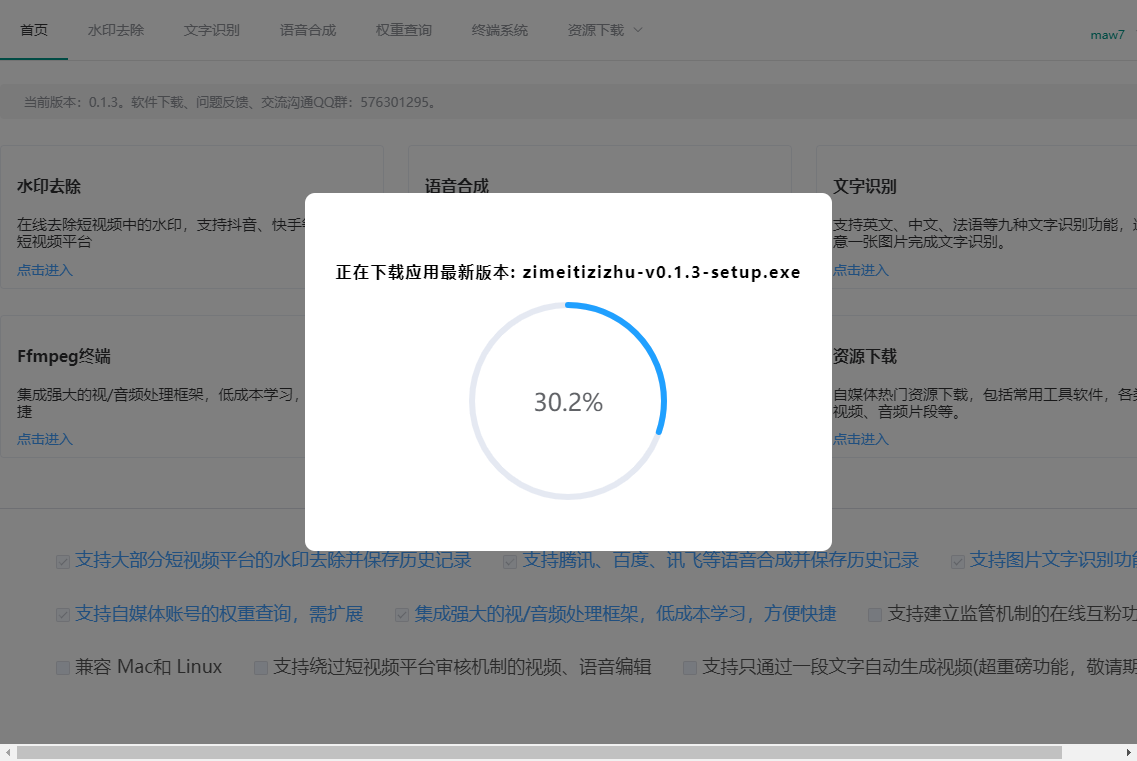 首页 水印去除 文字识别 语音合成 权重查询 终端系统 资源下载
maw7
当前版本：0.1.3。软件下载、问题反馈、交流沟通QQ群：576301295。
水印去除
在线去除短视频中的水印，支持抖音、快手
短视频平台
点击进入
语音合成
文字识别
支持英文、中文、法语等九种文字识别功能，
意一张图片完成文字识别。
点击进入
正在下载应用最新版本: zimeitizizhu-v0.1.3-setup.exe
30.2%
Ffmpeg终端
集成强大的视/音频处理框架，低成本学习，
捷
点击进入
资源下载
自媒体热门资源下载，包括常用工具软件，各
视频、音频片段等。
点击进入
支持大部分短视频平台的水印去除并保存历史记录 支持腾讯、百度、讯飞等语音合成并保存历史记录 支持图片文字识别功能
支持自媒体账号的权重查询，需扩展 集成强大的视/音频处理框架，低成本学习，方便快捷 支持建立监管机制的在线互粉功
兼容 Mac和 Linux 支持绕过短视频平台审核机制的视频、语音编辑 支持只通过一段文字自动生成视频(超重磅功能，敬请期